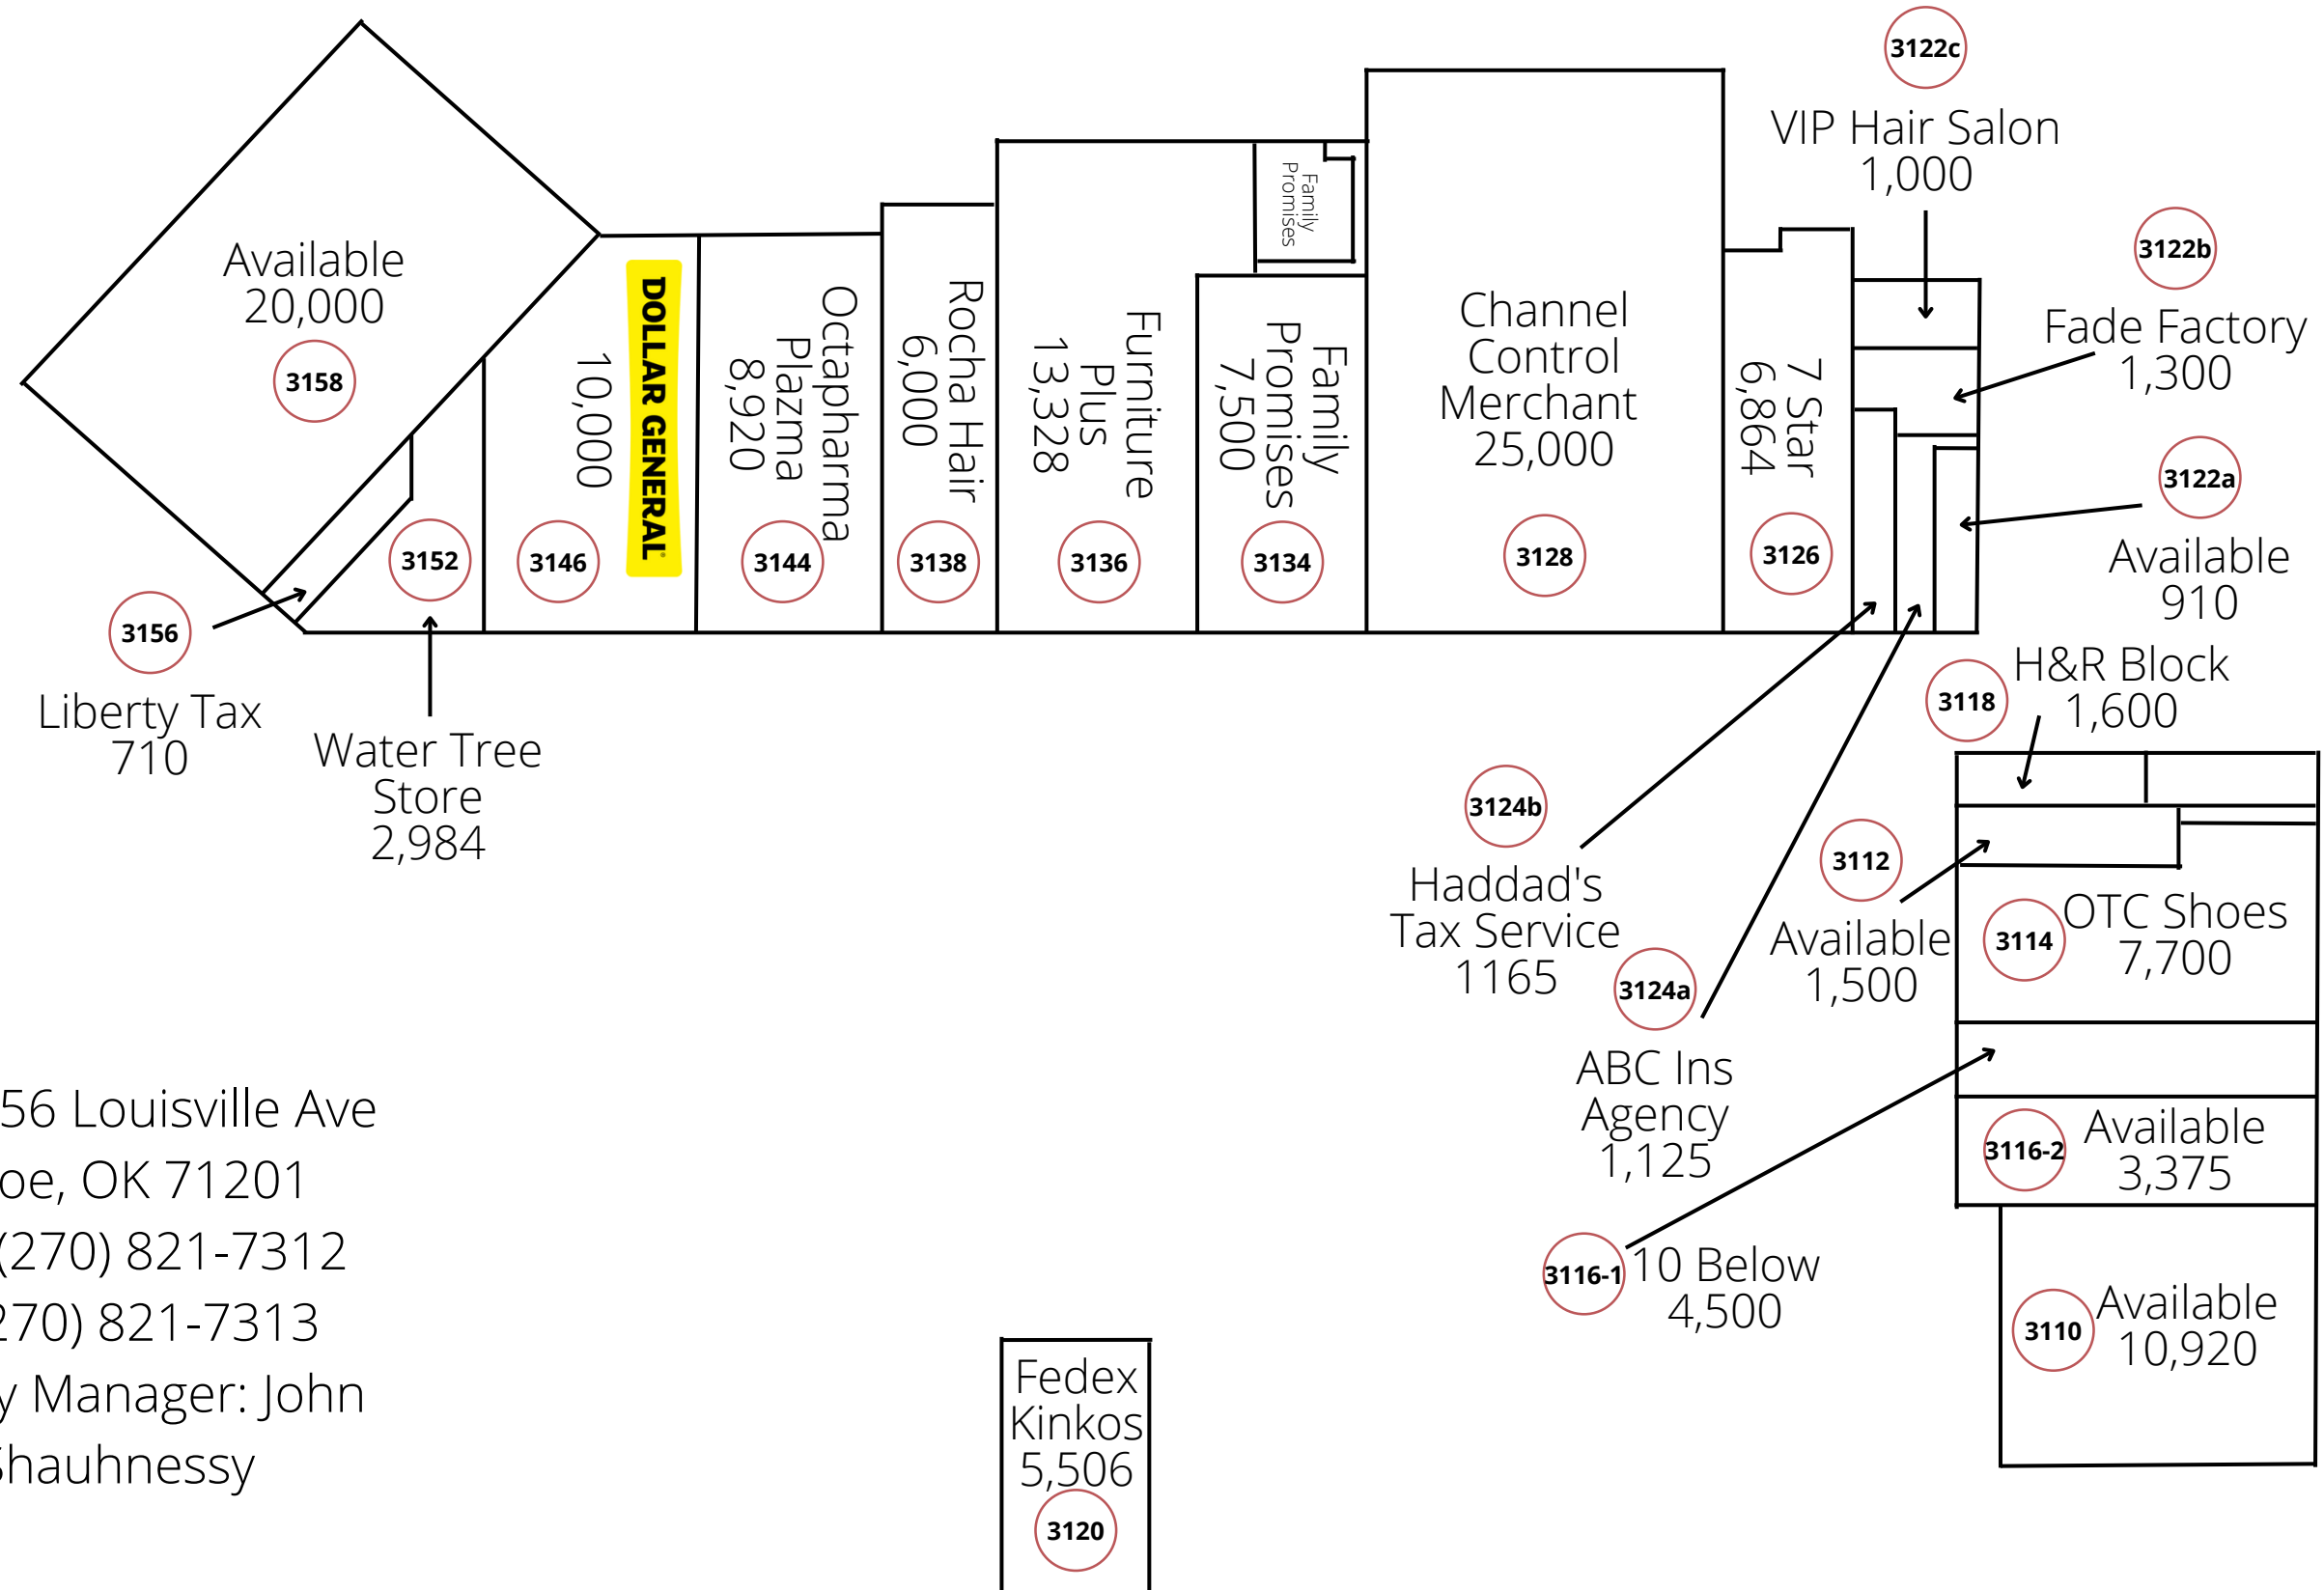 3122c
VIP Hair Salon
1,000
3122b
Fade Factory
1,300
3122a
Available
910
Available
20,000
3158
3156
Liberty Tax
710
3152
Water Tree
Store
2,984
DOLLAR GENERAL
10,000
3146
Octapharma
Plazma
8,920
3144
Rocha Hair
6,000
3138
Furniture
Plus
13,328
3136
Family
Promises
Family
Promises
7,500
3134
Channel
Control
Merchant
25,000
3128
7 Star
6,864
3126
3118
H&R Block
1,600
3124b
Haddad's
Tax Service
1165
3124a
ABC Ins
Agency
1,125
3112
Available
1,500
3114
OTC Shoes
7,700
3116-2
Available
3,375
3116-1
10 Below
4,500
3110
Available
10,920
Fedex
Kinkos
5,506
3120
56 Louisville Ave
oe, OK 71201
(270) 821-7312
270) 821-7313
y Manager: John
Shauhnessy